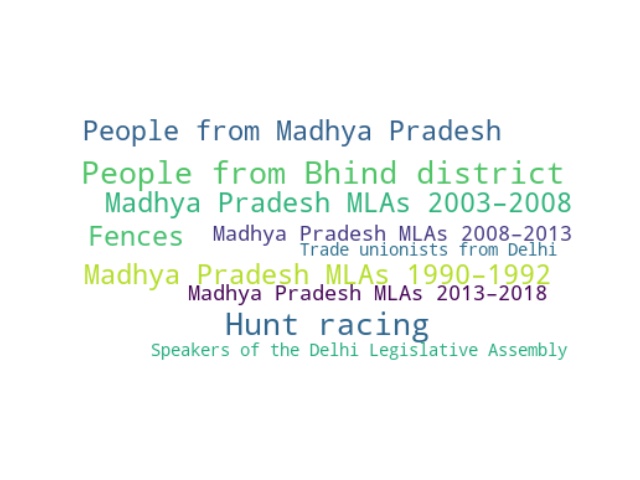 People from Madhya Pradesh
People from Bhind district
Madhya Pradesh MLAs 2003–2008
Fences
Madhya Pradesh MLAs 2008–2013
Trade unionists from Delhi
Madhya Pradesh MLAs 1990–1992
Madhya Pradesh MLAs 2013–2018
Hunt racing
Speakers of the Delhi Legislative Assembly